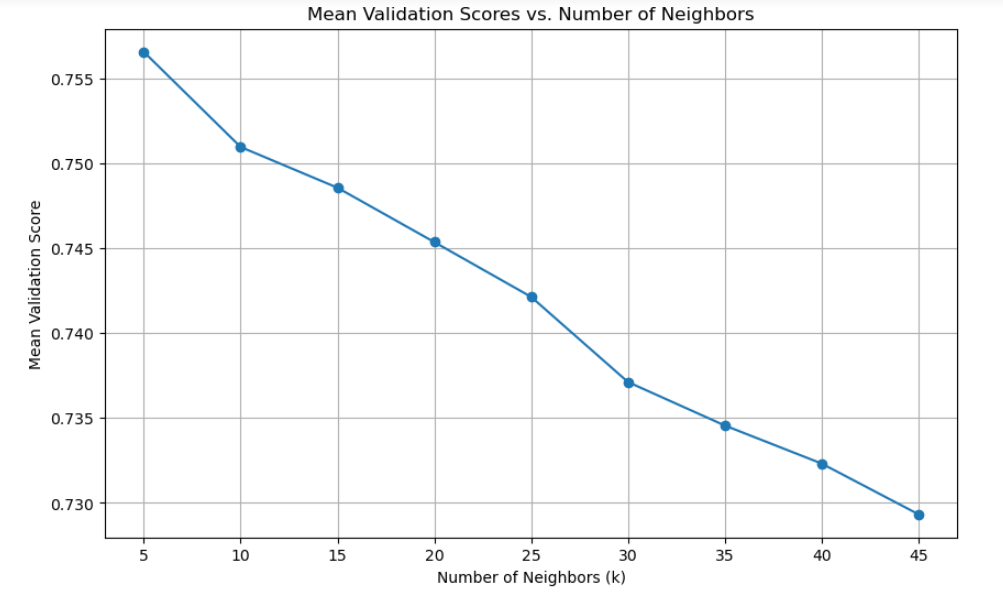 Mean Validation Scores vs. Number of Neighbors
Mean Validation Score
0.755
0.750
0.745
0.740
0.735
0.730
5 10 15 20 25 30 35 40 45
Number of Neighbors (k)